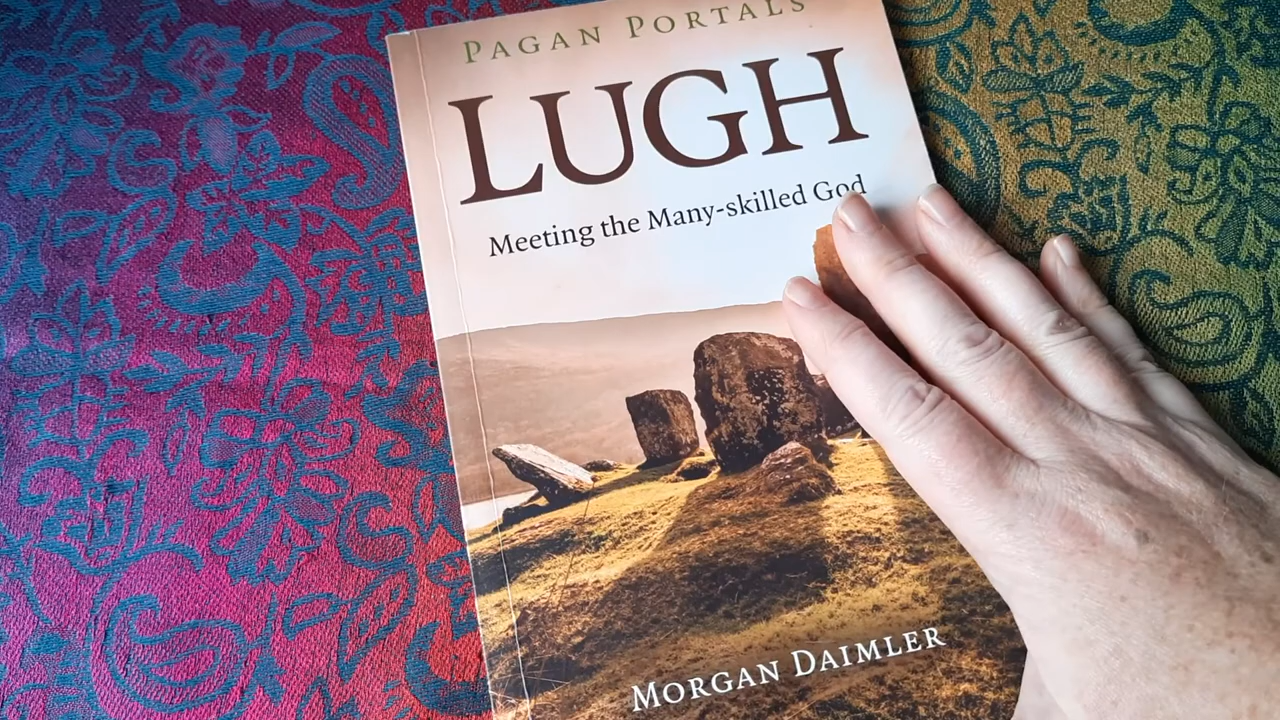 PAGAN PORTALS
LUGH
Meeting the Many-skilled God
MORGAN DAIMLER